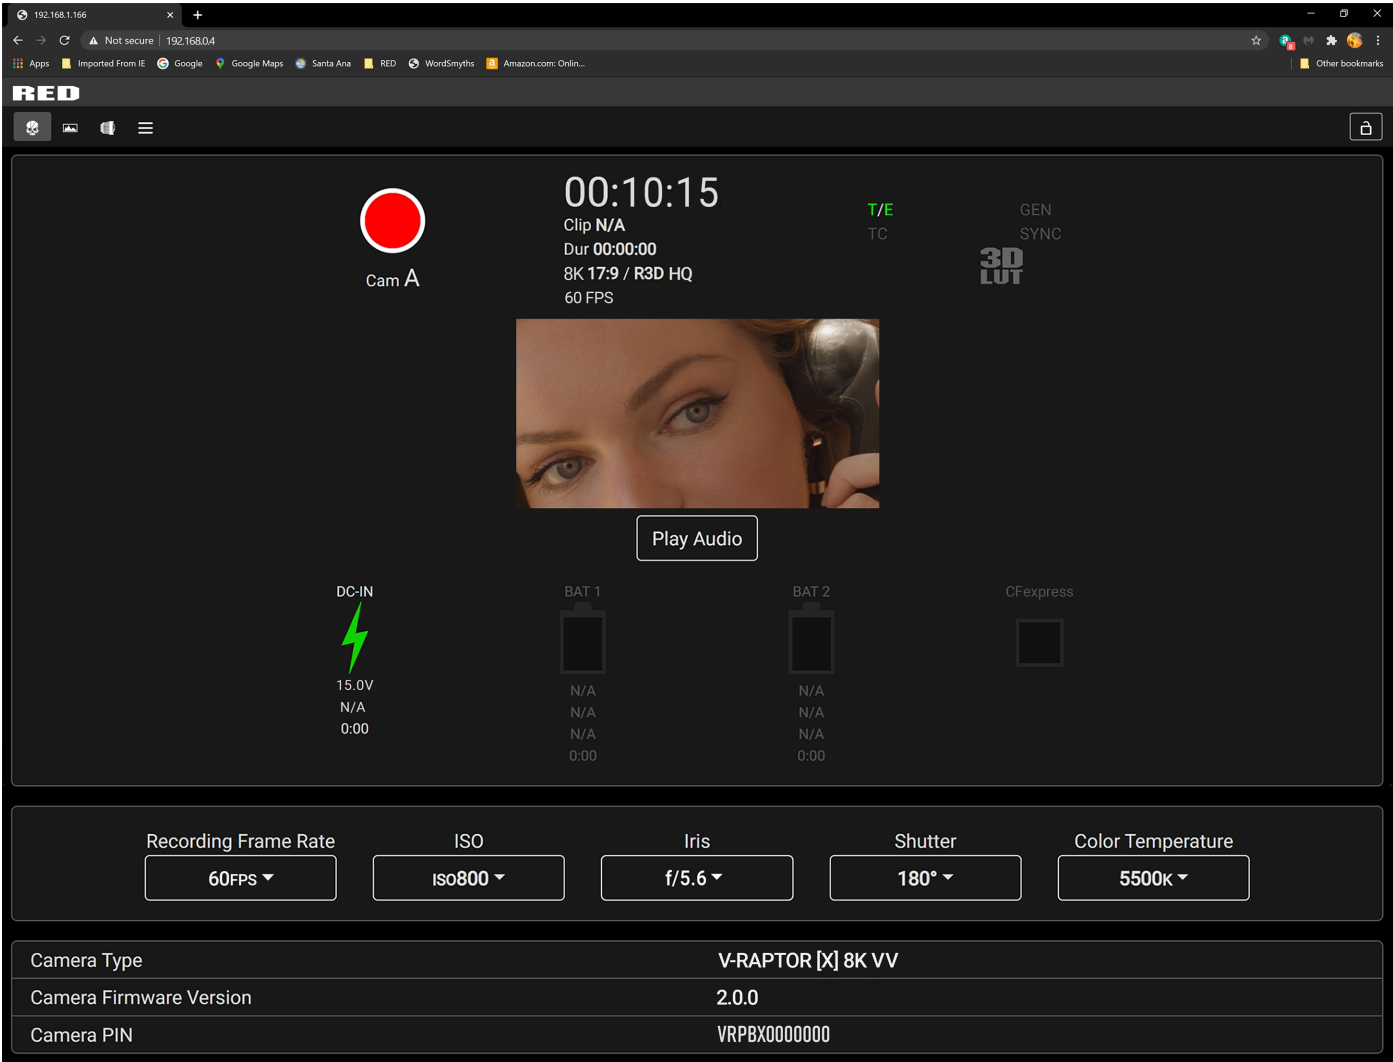 192.168.1.166
Not secure 192.168.0.4
Apps Imported From IE Google Google Maps Santa Ana RED WordSmyths Amazon.com: Onlin... Other bookmarks
RED
00:10:15
Clip N/A
Dur 00:00:00
8K 17:9 / R3D HQ
60 FPS
Cam A
T/E GEN
TC SYNC
3D
LUT
Play Audio
DC-IN BAT 1 BAT 2 CFexpress
15.0V N/A N/A
N/A N/A N/A
0:00 N/A N/A
0:00 0:00
Recording Frame Rate ISO Iris Shutter Color Temperature
60FPS ISO800 f/5.6 180° 5500K
Camera Type V-RAPTOR [X] 8K VV
Camera Firmware Version 2.0.0
Camera PIN VRPBX0000000